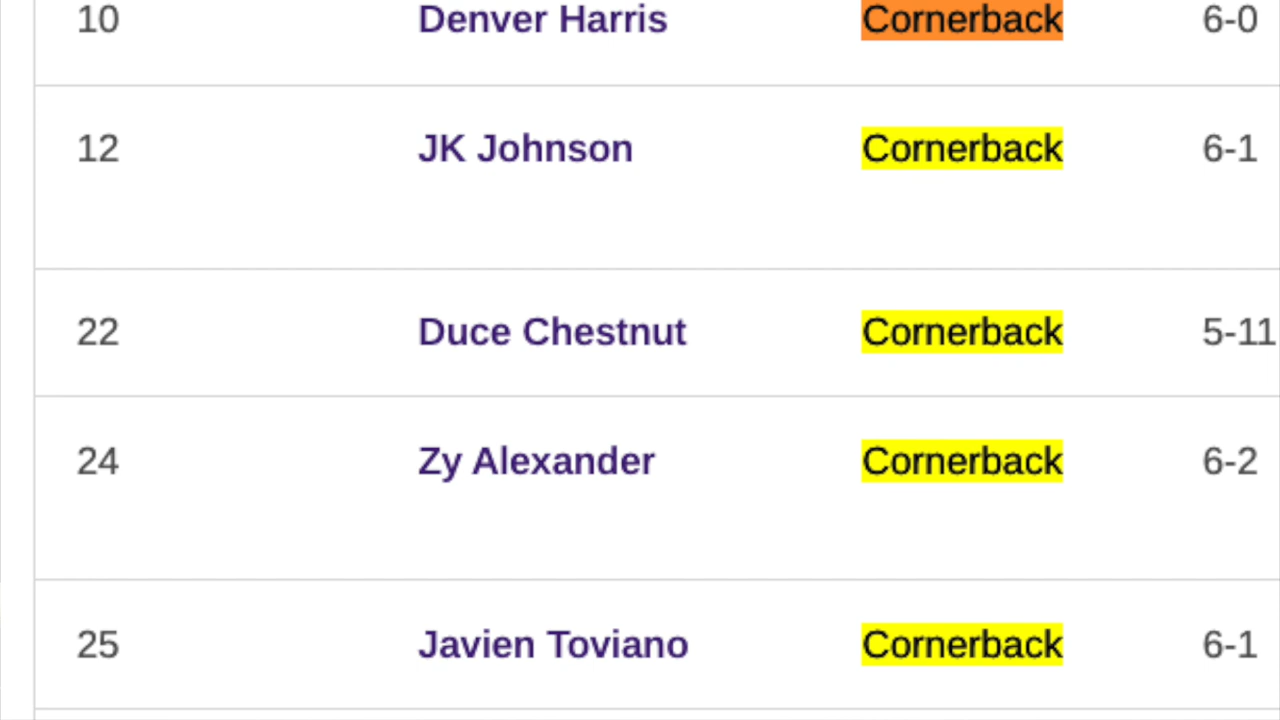 10 Denver Harris Cornerback 6-0
12 JK Johnson Cornerback 6-1
22 Duce Chestnut Cornerback 5-11
24 Zy Alexander Cornerback 6-2
25 Javien Toviano Cornerback 6-1